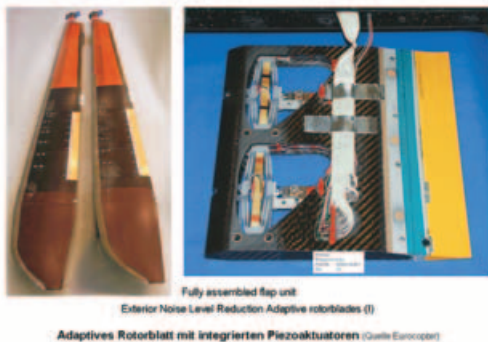 Fully assembled flap unit
Exterior Noise Level Reduction Adaptive rotorblades (I)
Adaptives Rotorblatt mit integrierten Piezoaktuatoren (Quelle Eurocopter)